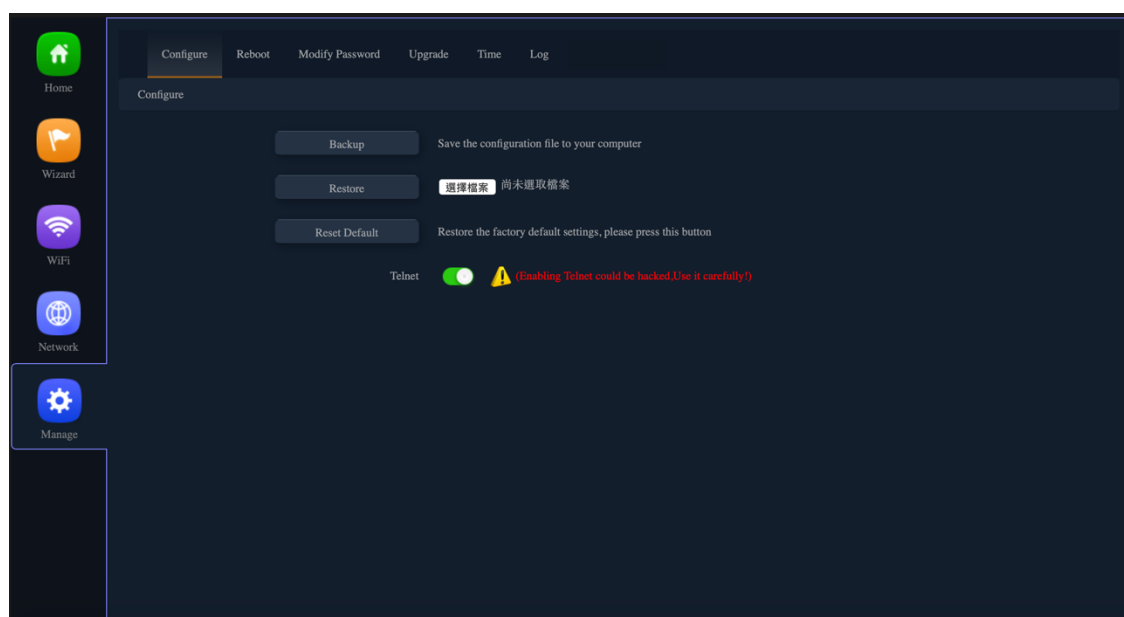 Configure Reboot Modify Password Upgrade Time Log
Configure
Backup Save the configuration file to your computer
Restore 選擇檔案 尚未選取檔案
Reset Default Restore the factory default settings, please press this button
Telnet (Enabling Telnet could be hacked,Use it carefully!)
Home
Wizard
WiFi
Network
Manage